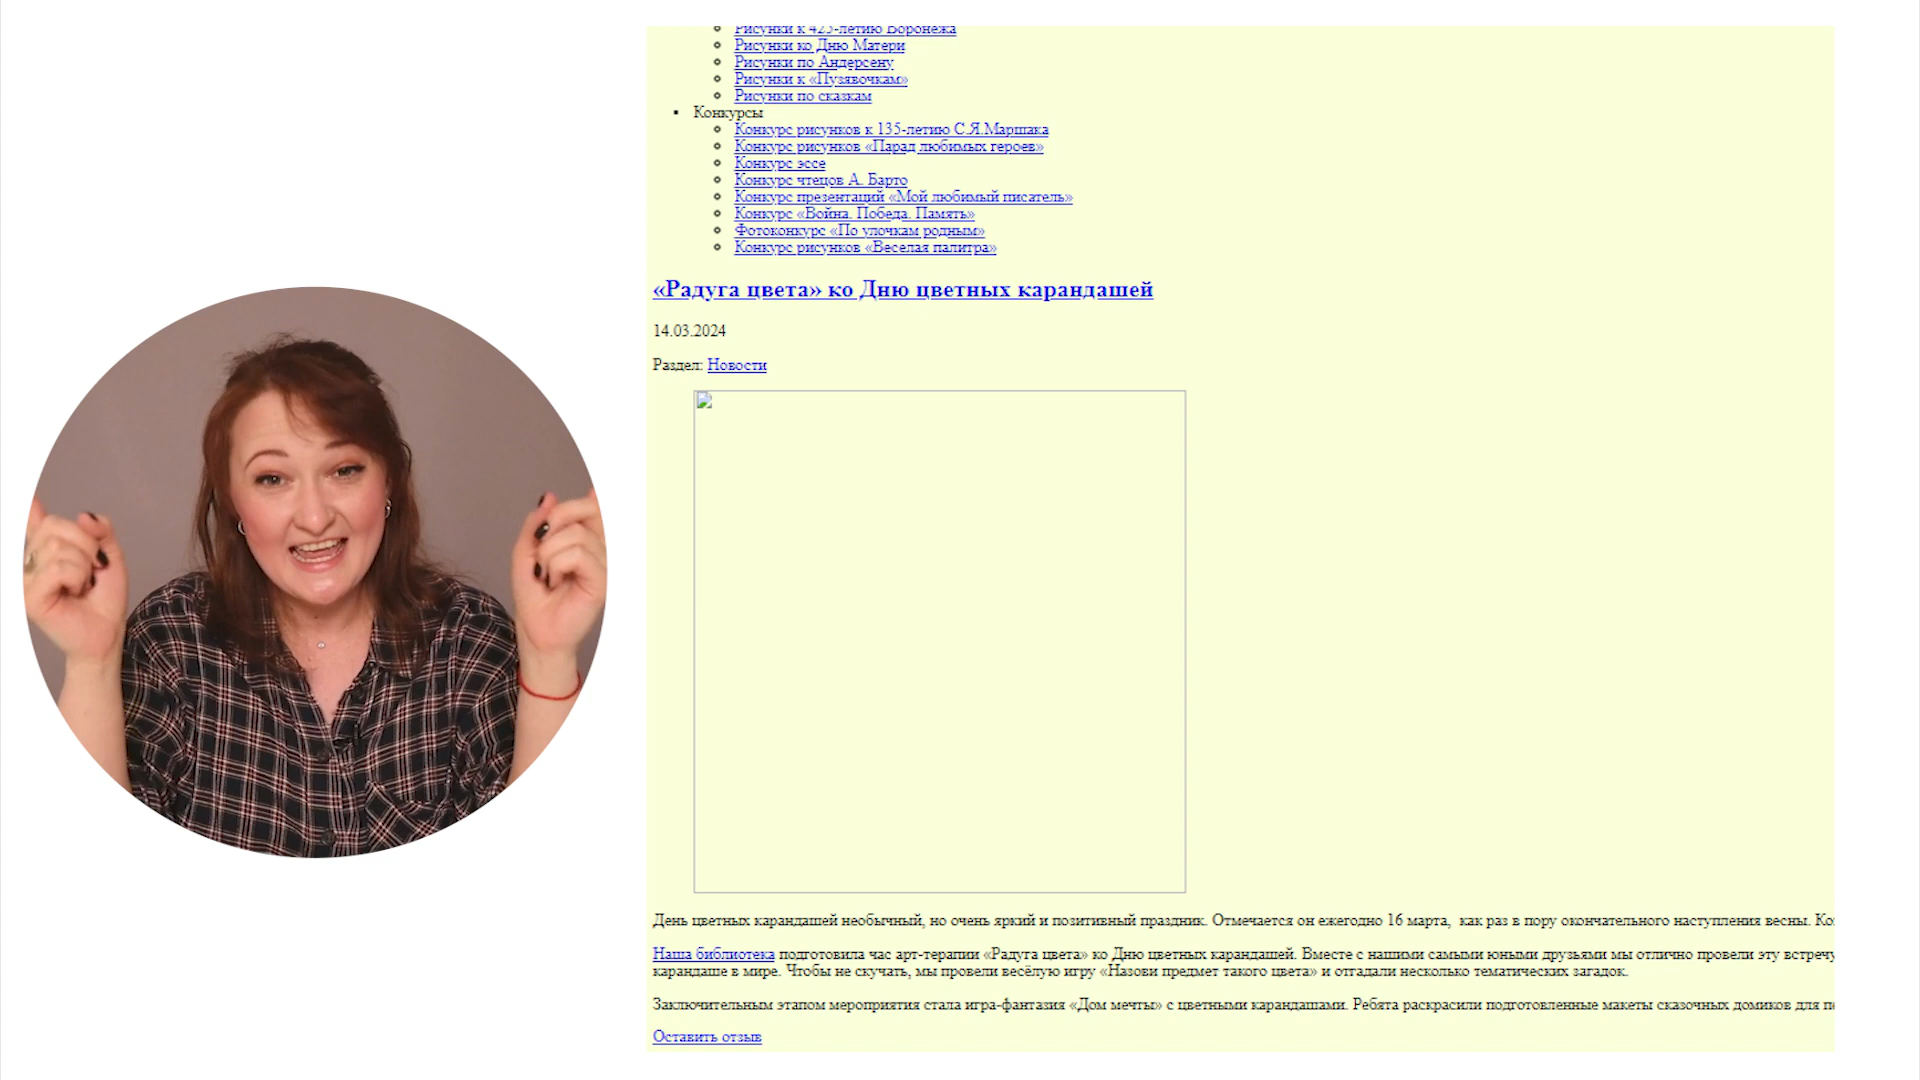 Рисунки к 425-летию Воронежа
Рисунки ко Дню Матери
Рисунки по Андерсену
Рисунки к «Пузявочкам»
Рисунки по сказкам
Конкурсы
Конкурс рисунков к 135-летию С.Я.Маршака
Конкурс рисунков «Парад любимых героев»
Конкурс эссе
Конкурс чтецов А. Барто
Конкурс презентаций «Мой любимый писатель»
Конкурс «Война. Победа. Память»
Фотоконкурс «По улочкам родным»
Конкурс рисунков «Веселая палитра»
«Радуга цвета» ко Дню цветных карандашей
14.03.2024
Раздел: Новости
День цветных карандашей необычный, но очень яркий и позитивный праздник. Отмечается он ежегодно 16 марта, как раз в пору окончательного наступления весны.
Наша библиотека подготовила час арт-терапии «Радуга цвета» ко Дню цветных карандашей. Вместе с нашими самыми юными друзьями мы отлично провели эту встречу
карандаше в мире. Чтобы не скучать, мы провели весёлую игру «Назови предмет такого цвета» и отгадали несколько тематических загадок.
Заключительным этапом мероприятия стала игра-фантазия «Дом мечты» с цветными карандашами. Ребята раскрасили подготовленные макеты сказочных домиков для
Оставить отзыв